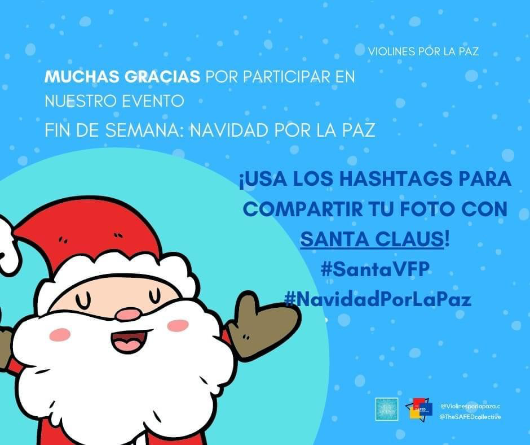 VIOLINES POR LA PAZ
MUCHAS GRACIAS POR PARTICIPAR EN
NUESTRO EVENTO
FIN DE SEMANA: NAVIDAD POR LA PAZ
¡USA LOS HASHTAGS PARA
COMPARTIR TU FOTO CON
SANTA CLAUS!
#SantaVFP
#NavidadPorLaPaz